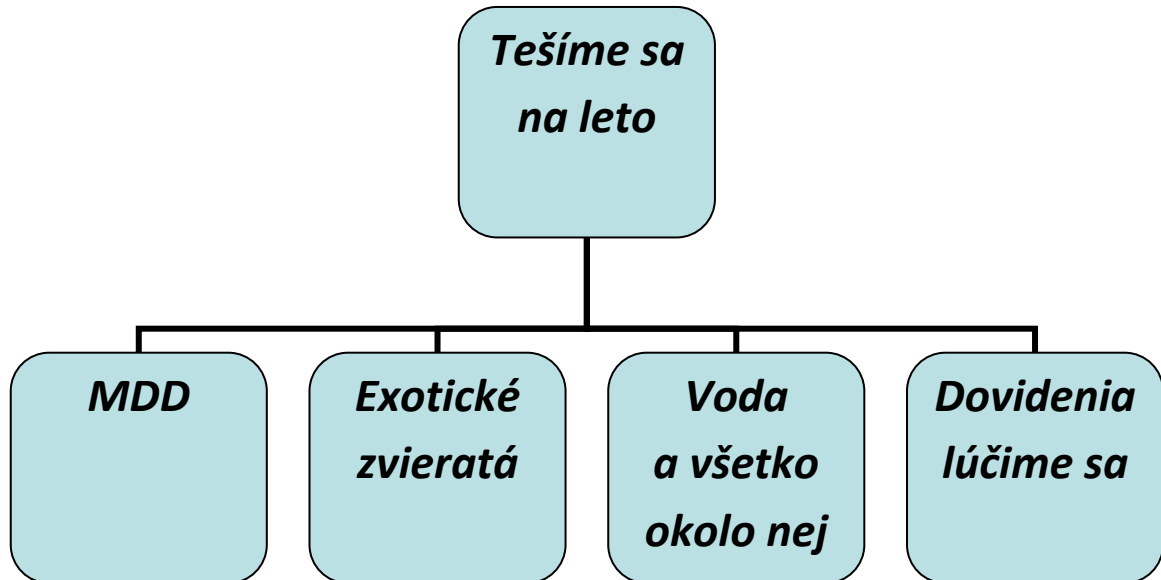 Tešíme sa
na leto
MDD
Exotické
zvieratá
Voda
a všetko
okolo nej
Dovidenia
lúčime sa